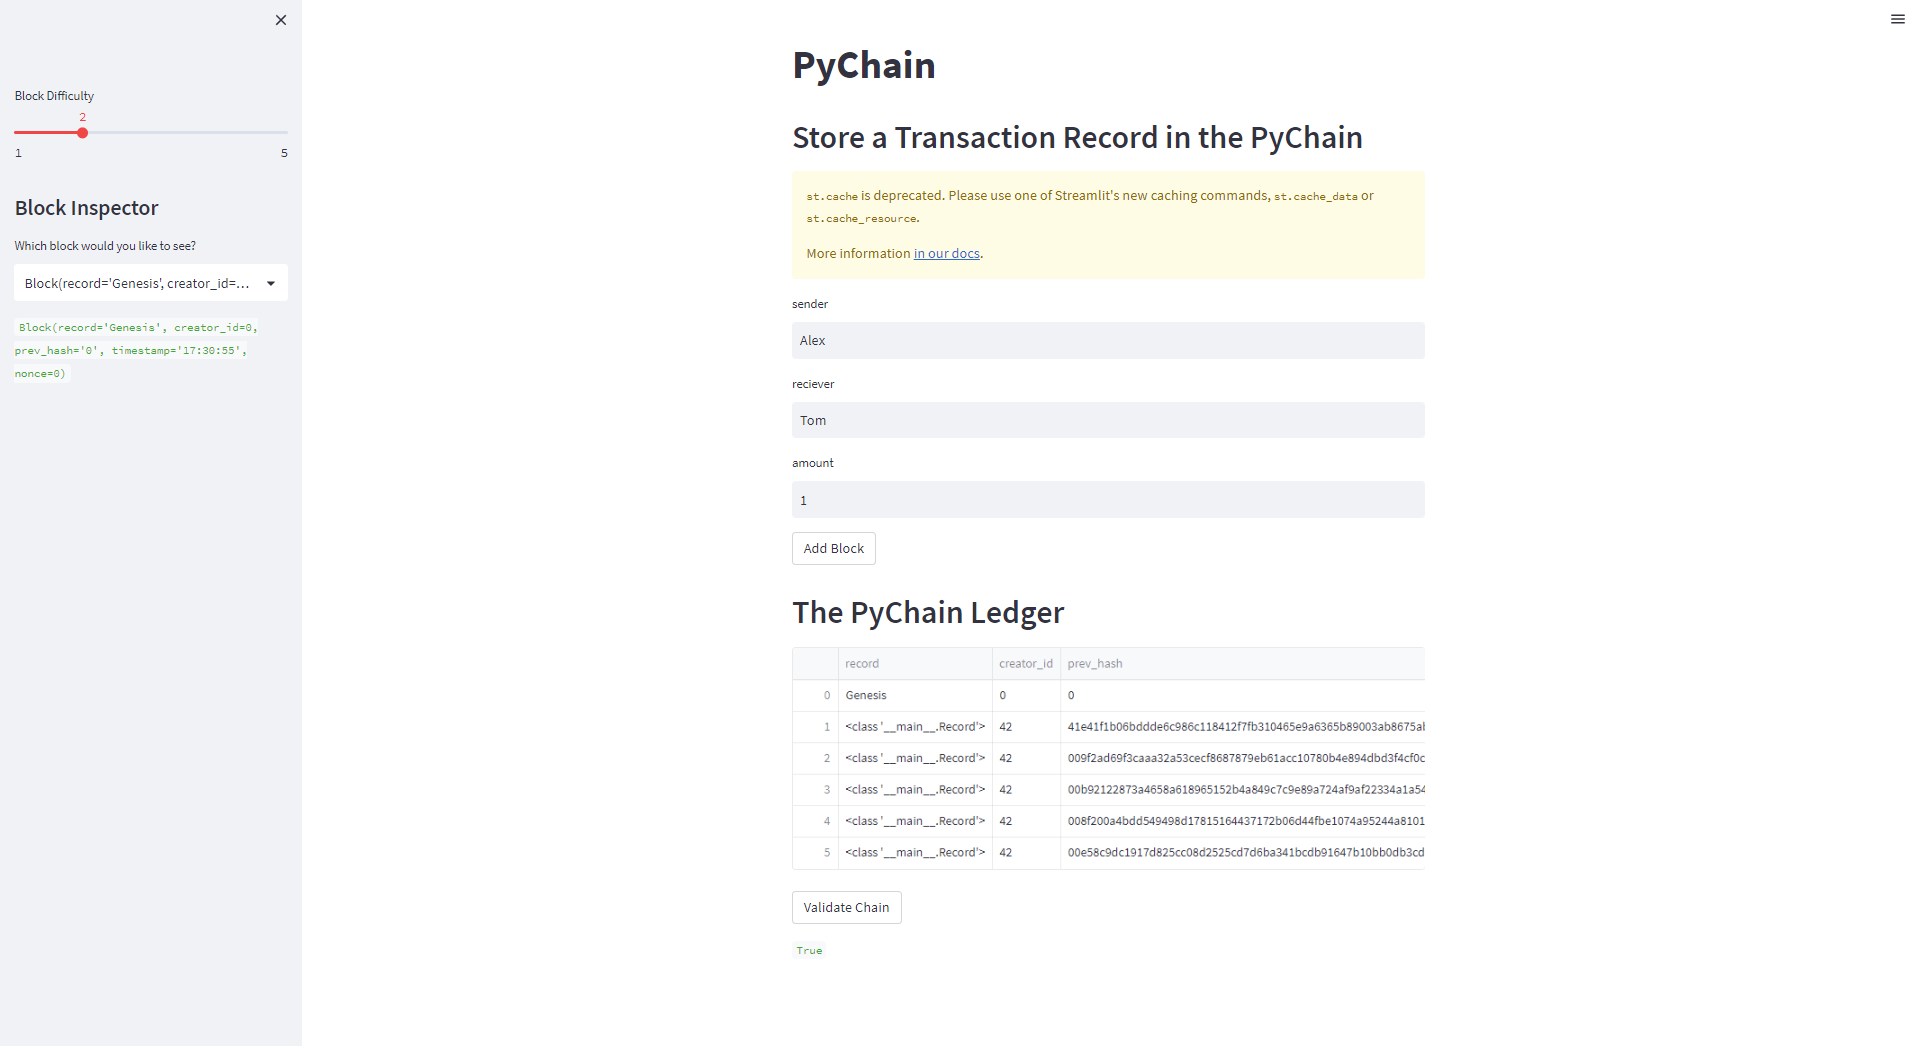 Block Difficulty
2
1 5
Block Inspector
Which block would you like to see?
Block(record='Genesis', creator_id=...
Block(record='Genesis', creator_id=0,
prev_hash='0', timestamp='17:30:55',
nonce=0)
PyChain
Store a Transaction Record in the PyChain
st.cache is deprecated. Please use one of Streamlit's new caching commands, st.cache_data or
st.cache_resource.
More information in our docs.
sender
Alex
reciever
Tom
amount
1
Add Block
The PyChain Ledger
record creator_id prev_hash
0 Genesis 0 0
1 <class '__main__.Record'> 42 41e41f1b06bddde6c986c118412f7fb310465e9a6365b89003ab8675al
2 <class '__main__.Record'> 42 009f2ad69f3caaa32a53cecf8687879eb61acc10780b4e894dbd3f4cf0c
3 <class '__main__.Record'> 42 00b92122873a4658a618965152b4a849c7c9e89a724af9af22334a1a54
4 <class '__main__.Record'> 42 008f200a4bdd549498d17815164437172b06d44fbe1074a95244a8101
5 <class '__main__.Record'> 42 00e58c9dc1917d825cc08d2525cd7d6ba341bcdb91647b10bb0db3cd
Validate Chain
True